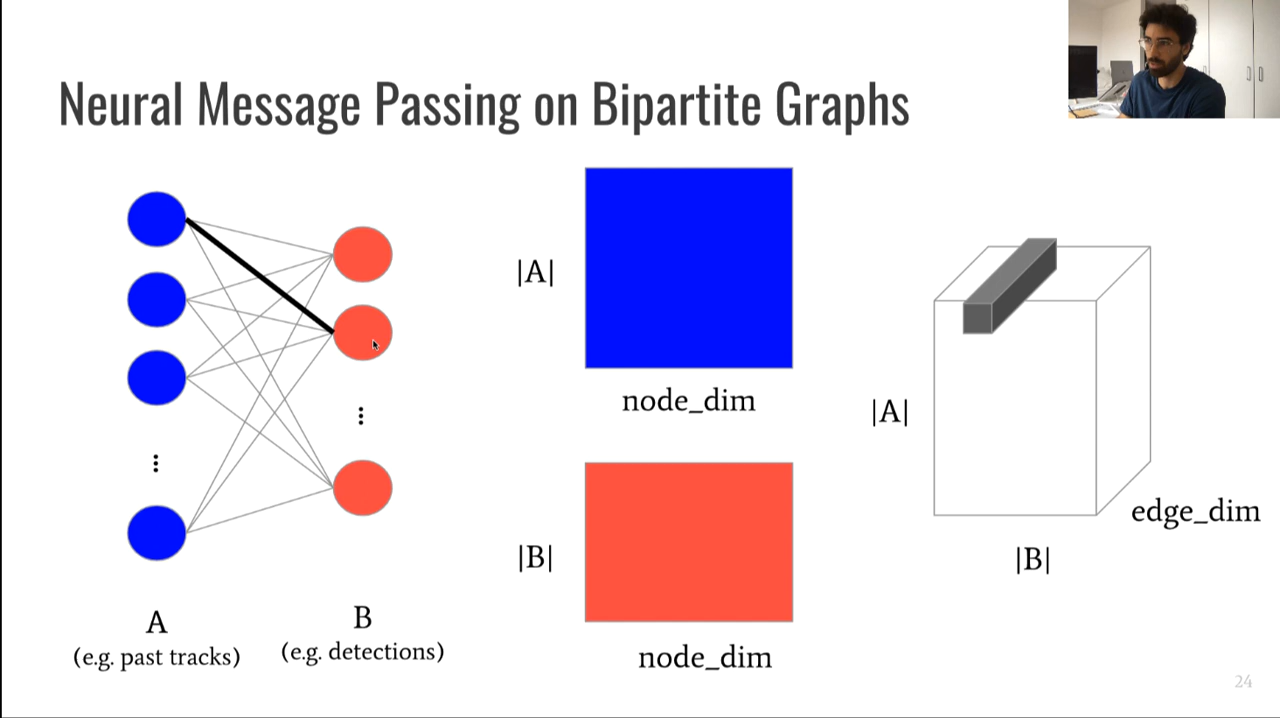 Neural Message Passing on Bipartite Graphs
A
(e.g. past tracks)
B
(e.g. detections)
|A|
node_dim
|B|
node_dim
|A|
|B|
edge_dim
24